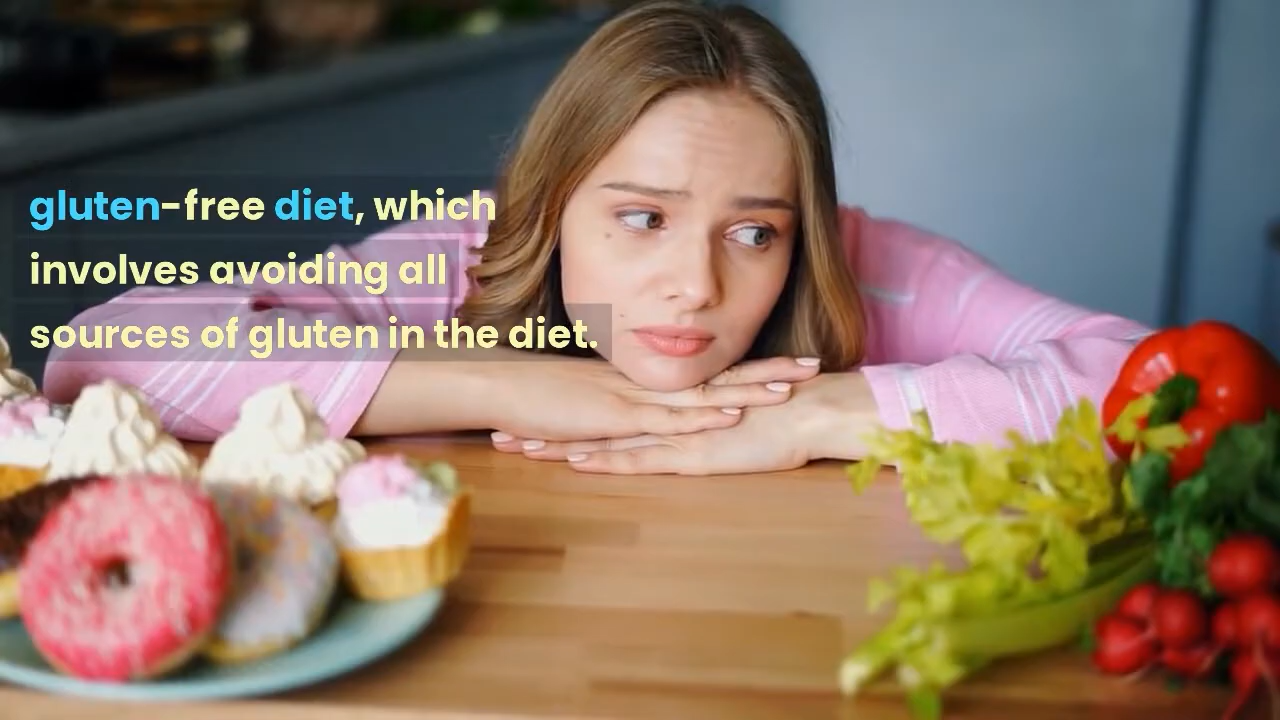 gluten-free diet, which
involves avoiding all
sources of gluten in the diet.